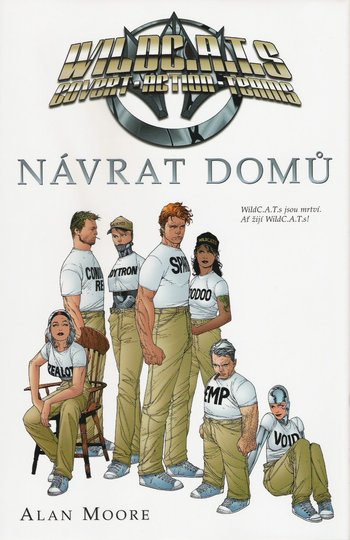 WILDC.A.T.S
COVERT-ACTION-TEAMS
NÁVRAT DOMŮ
WildC.A.T.s jsou mrtví.
Ať žijí WildC.A.T.s!
SPA
VOODOO
ZEALOT
EMP
VOID
ALAN MOORE